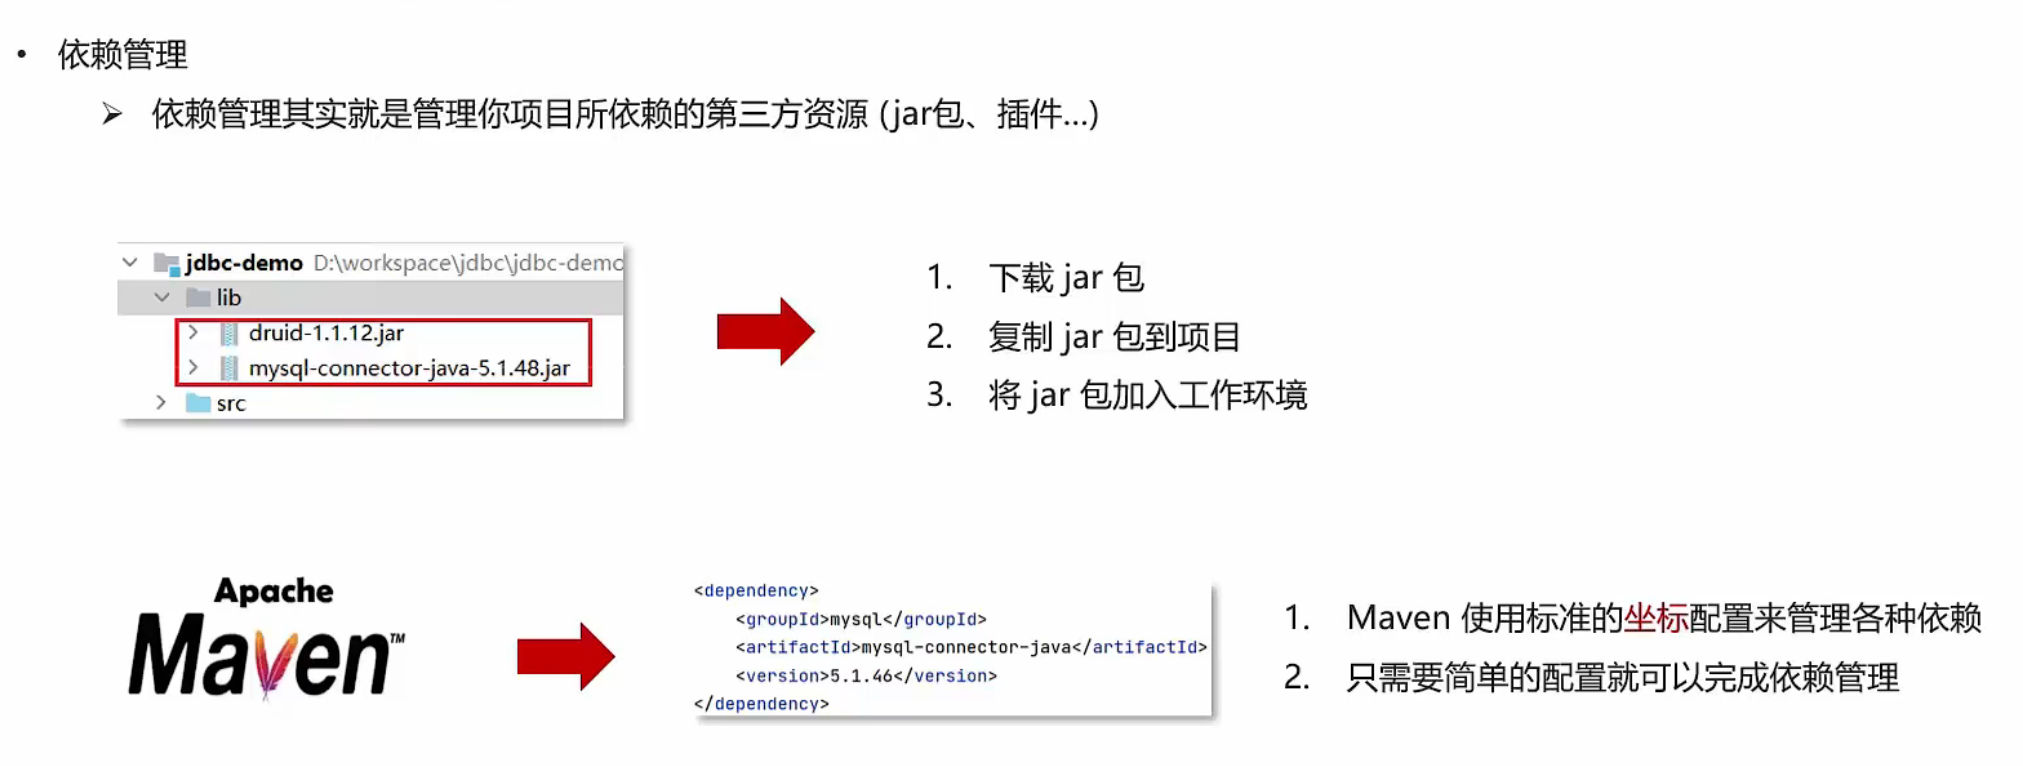 • 依赖管理
➢ 依赖管理其实就是管理你项目所依赖的第三方资源 (jar包、插件...)
jdbc-demo D:\workspace\jdbc\jdbc-demo
lib
druid-1.1.12.jar
mysql-connector-java-5.1.48.jar
src
1. 下载 jar 包
2. 复制 jar 包到项目
3. 将 jar 包加入工作环境
Apache
Maven™
<dependency>
<groupId>mysql</groupId>
<artifactId>mysql-connector-java</artifactId>
<version>5.1.46</version>
</dependency>
1. Maven 使用标准的坐标配置来管理各种依赖
2. 只需要简单的配置就可以完成依赖管理